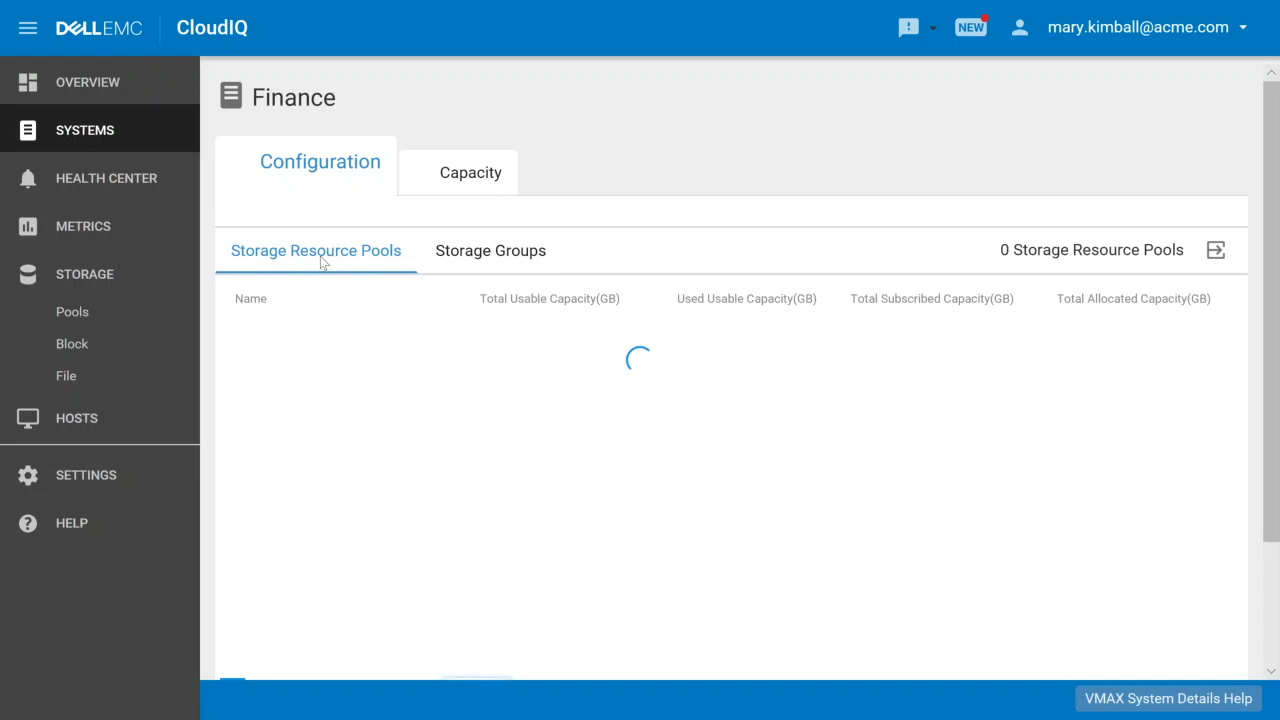 DELLEMC CloudIQ
NEW
mary.kimball@acme.com
OVERVIEW
SYSTEMS
HEALTH CENTER
METRICS
STORAGE
Pools
Block
File
HOSTS
SETTINGS
HELP
Finance
Configuration
Capacity
Storage Resource Pools
Storage Groups
0 Storage Resource Pools
Name
Total Usable Capacity(GB)
Used Usable Capacity(GB)
Total Subscribed Capacity(GB)
Total Allocated Capacity(GB)
VMAX System Details Help